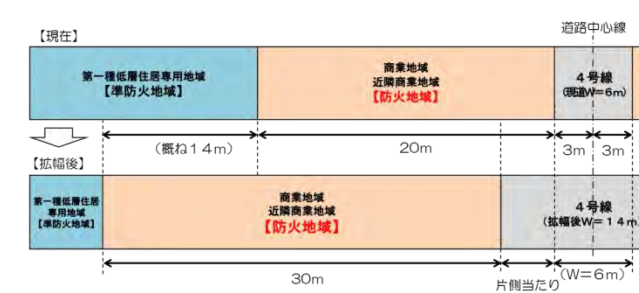 道路中心線
【現在】
第一種低層住居専用地域
【準防火地域】
商業地域
近隣商業地域
【防火地域】
4号線
(現道W=6m)
(概ね14m)
20m
3m
3m
【拡幅後】
第一種低層住居
専用地域
【準防火地域】
商業地域
近隣商業地域
【防火地域】
4号線
(拡幅後W=14m
30m
片側当たり
(W=6m)